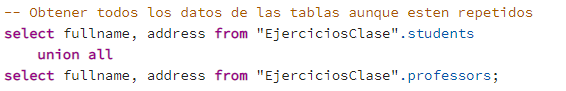 -- Obtener todos los datos de las tablas aunque esten repetidos
select fullname, address from "EjerciciosClase".students
union all
select fullname, address from "EjerciciosClase".professors;